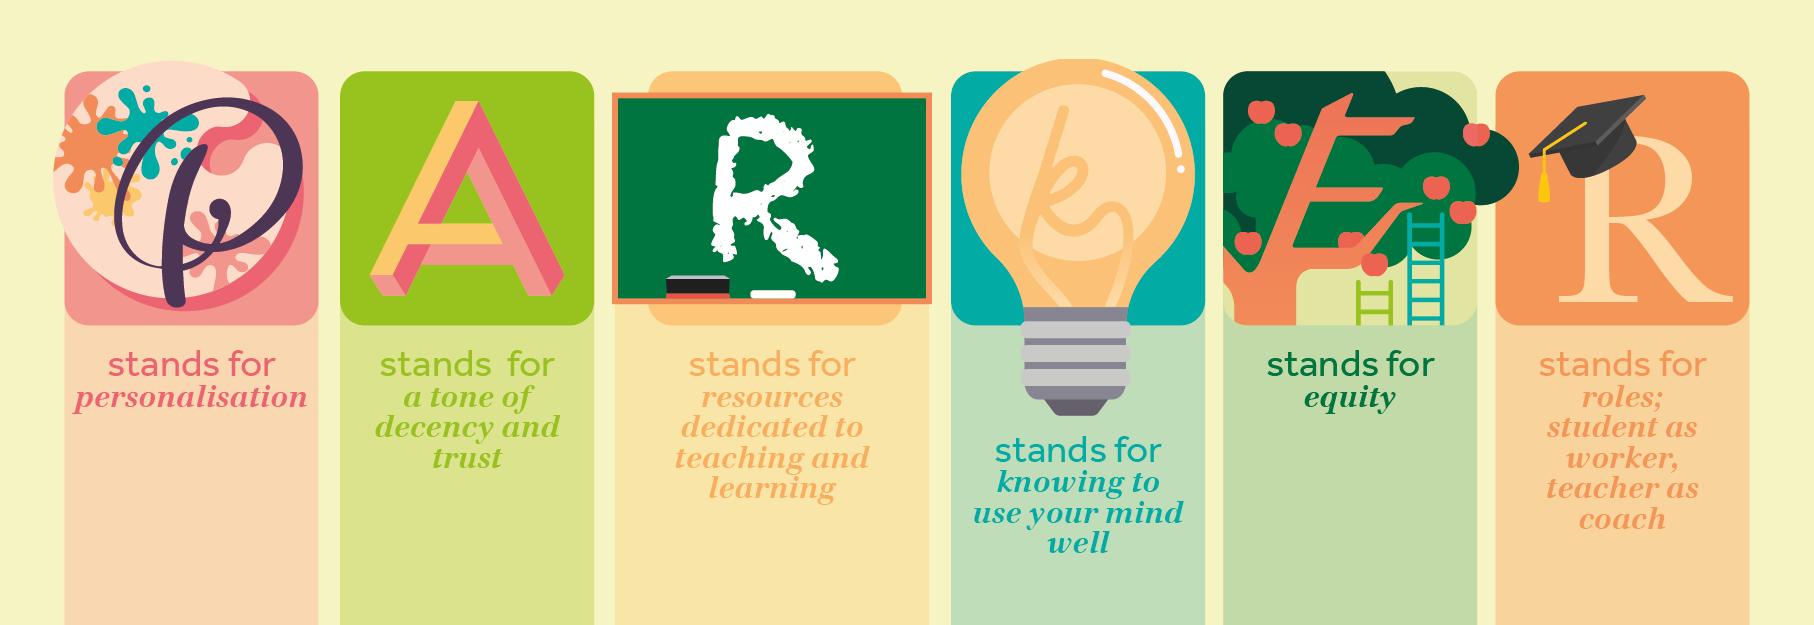 P
stands for
personalisation
A
stands for
a tone of
decency and
trust
R
stands for
resources
dedicated to
teaching and
learning
k
stands for
knowing to
use your mind
well
E
stands for
equity
R
stands for
roles;
student as
worker,
teacher as
coach